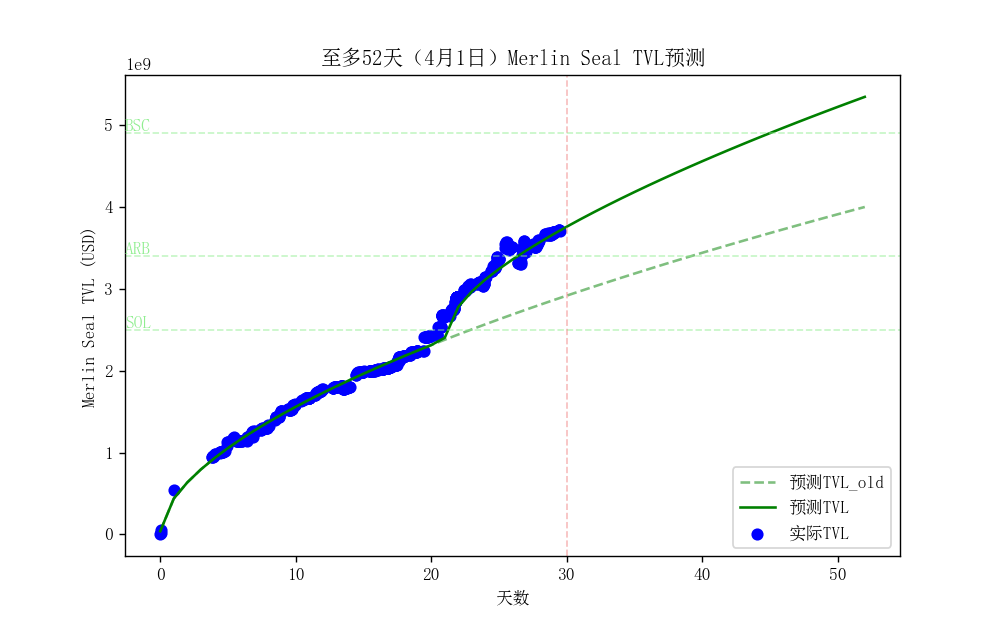 至多52天（4月1日）Merlin Seal TVL预测
1e9
5
4
3
2
1
0
Merlin Seal TVL (USD)
BSC
ARB
SOL
预测TVL_old
预测TVL
实际TVL
0 10 20 30 40 50
天数